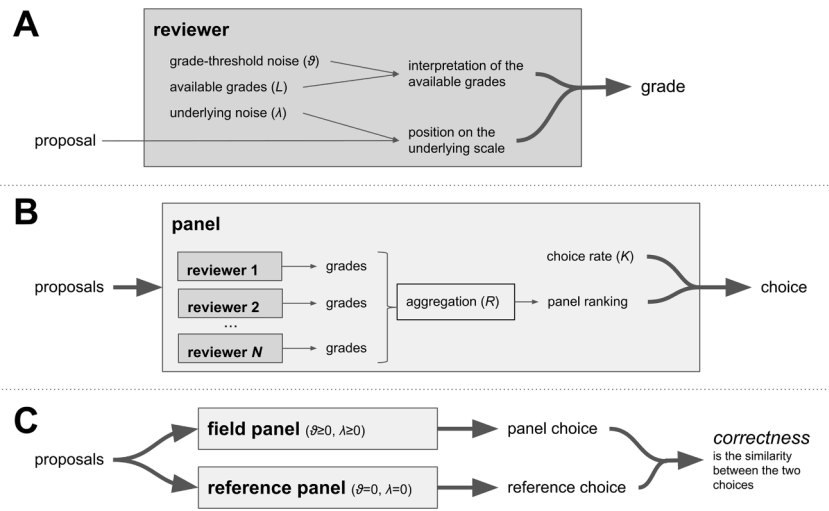 A
reviewer
grade-threshold noise (ϑ)
available grades (L)
underlying noise (λ)
interpretation of the
available grades
grade
proposal
position on the
underlying scale
B
panel
proposals
reviewer 1
grades
reviewer 2
grades
...
reviewer N
grades
aggregation (R)
choice rate (K)
panel ranking
choice
C
proposals
field panel (ϑ≥0, λ≥0)
panel choice
reference panel (ϑ=0, λ=0)
reference choice
correctness
is the similarity
between the two
choices